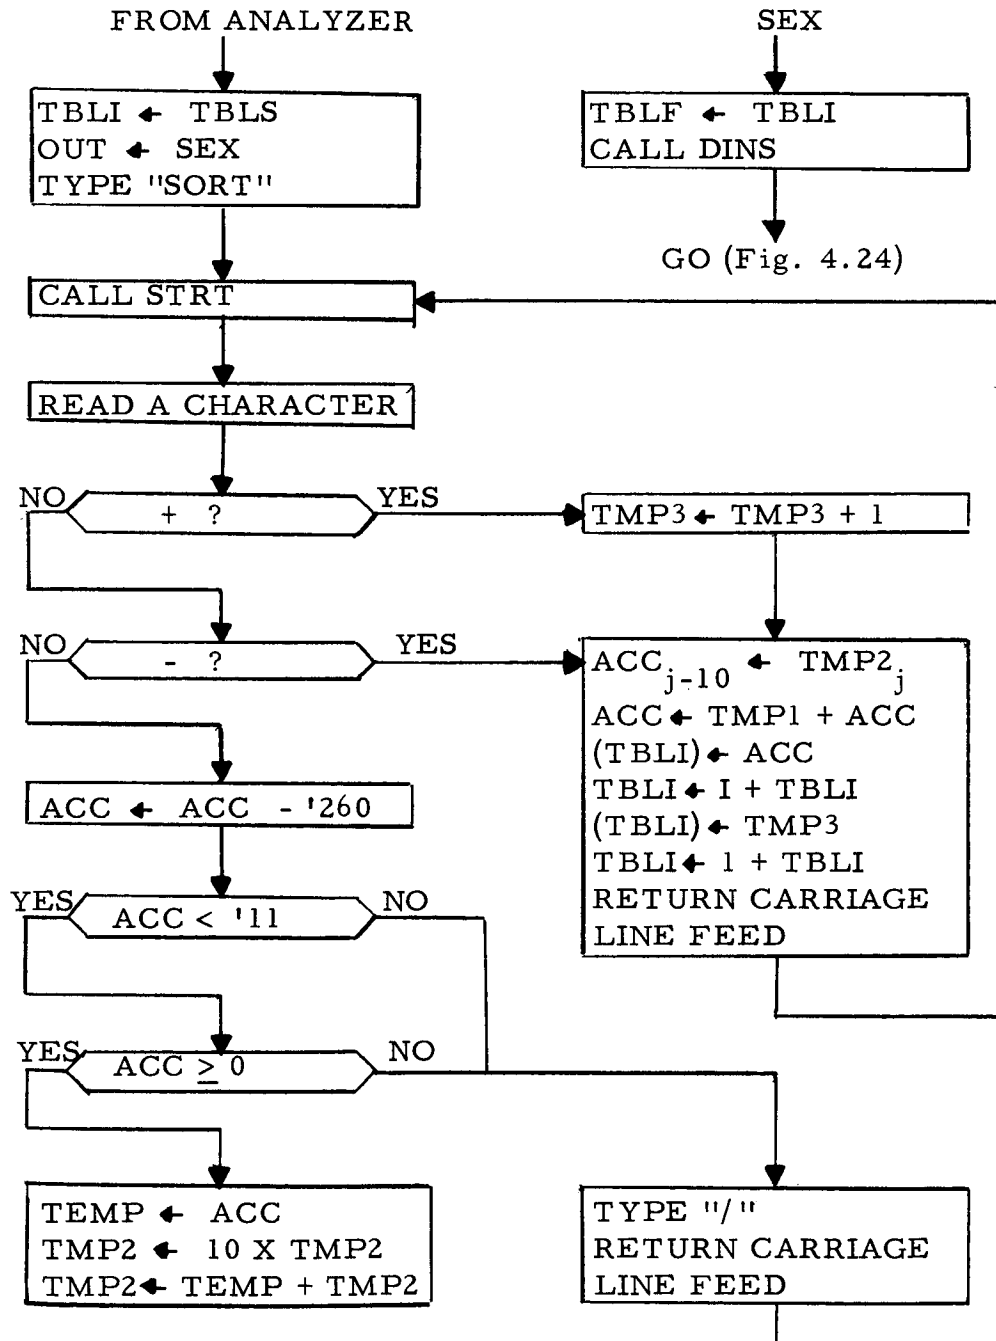 FROM ANALYZER
TBLI ← TBLS
OUT ← SEX
TYPE "SORT"
SEX
TBLF ← TBLI
CALL DINS
GO (Fig. 4.24)
CALL STRT
READ A CHARACTER
NO
+ ?
YES
TMP3 ← TMP3 + 1
NO
- ?
YES
ACC j-10 ← TMP2 j
ACC ← TMP1 + ACC
(TBLI) ← ACC
TBLI ← I + TBLI
(TBLI) ← TMP3
TBLI ← 1 + TBLI
RETURN CARRIAGE
LINE FEED
ACC ← ACC - '260
YES
ACC < '11
NO
YES
ACC ≥ 0
NO
TEMP ← ACC
TMP2 ← 10 X TMP2
TMP2 ← TEMP + TMP2
TYPE "/"
RETURN CARRIAGE
LINE FEED